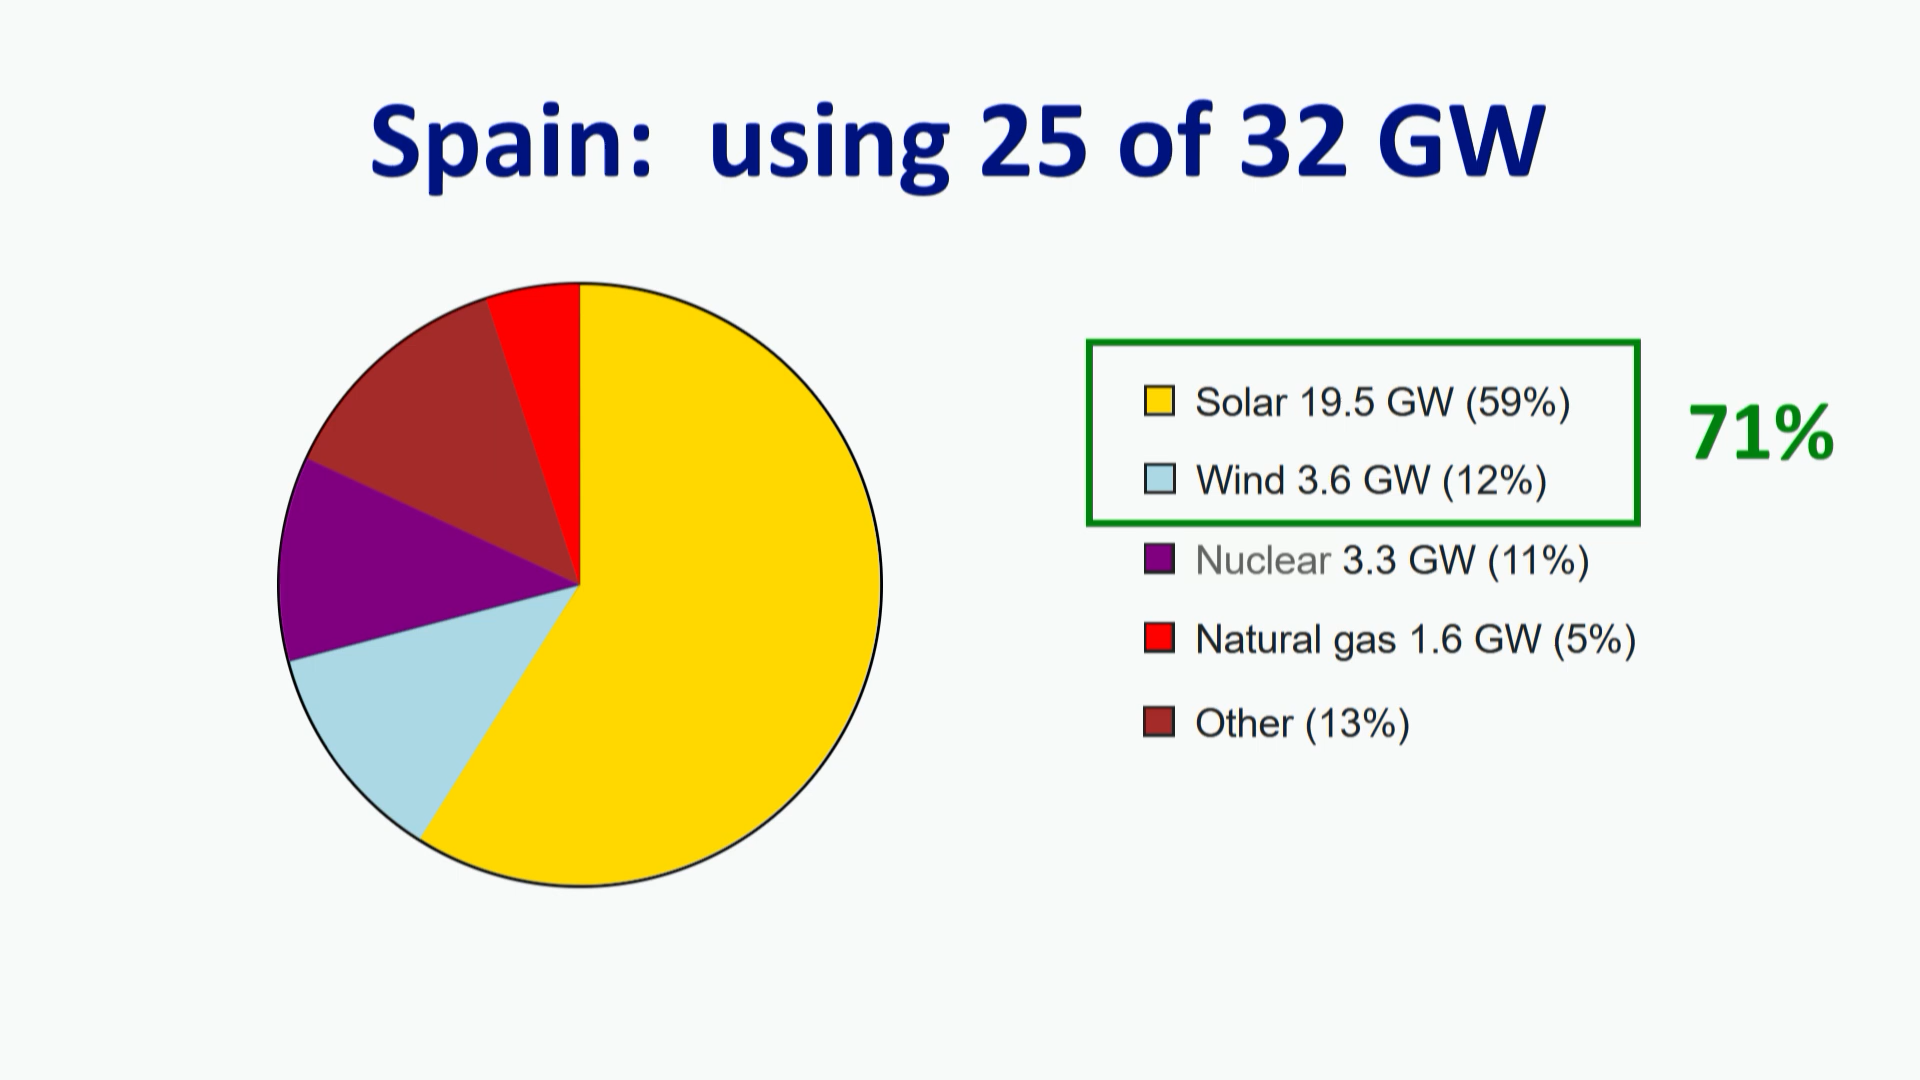 Spain: using 25 of 32 GW
Solar 19.5 GW (59%)
Wind 3.6 GW (12%)
71%
Nuclear 3.3 GW (11%)
Natural gas 1.6 GW (5%)
Other (13%)